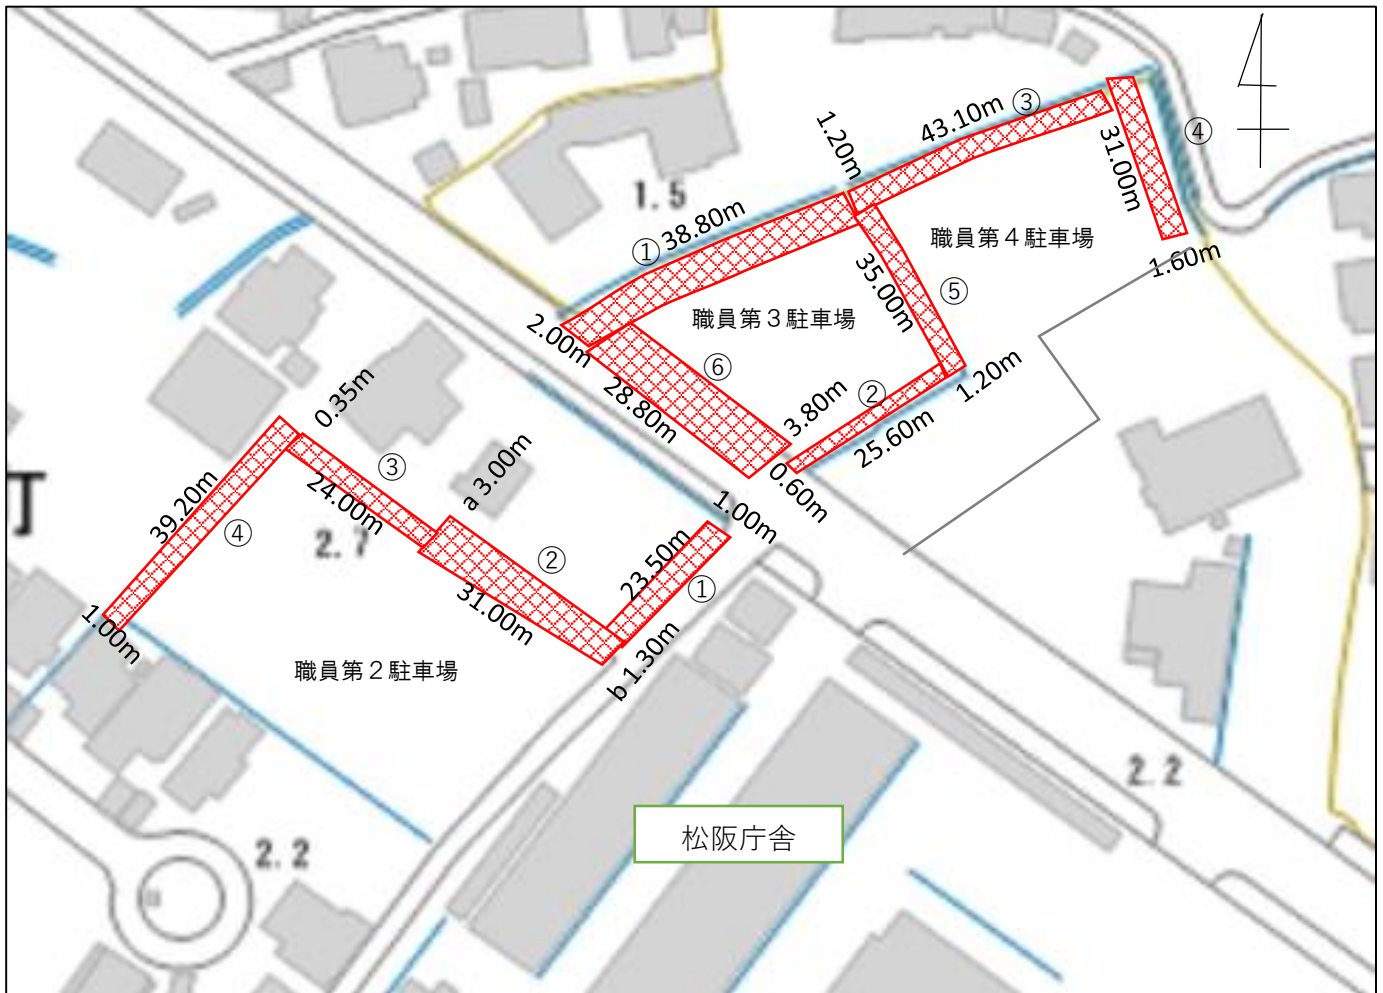 43.10m
③
1.20m
④
31.00m
1.5
38.80m
①
職員第４駐車場
1.60m
35.00m
⑤
職員第３駐車場
2.00m
⑥
28.80m
1.20m
3.80m
②
25.60m
0.60m
0.35m
③
a 3.00m
24.00m
丁
39.20m
④
2.7
1.00m
23.50m
②
①
31.00m
1.00m
b 1.30m
職員第２駐車場
2.2
松阪庁舎
2.2